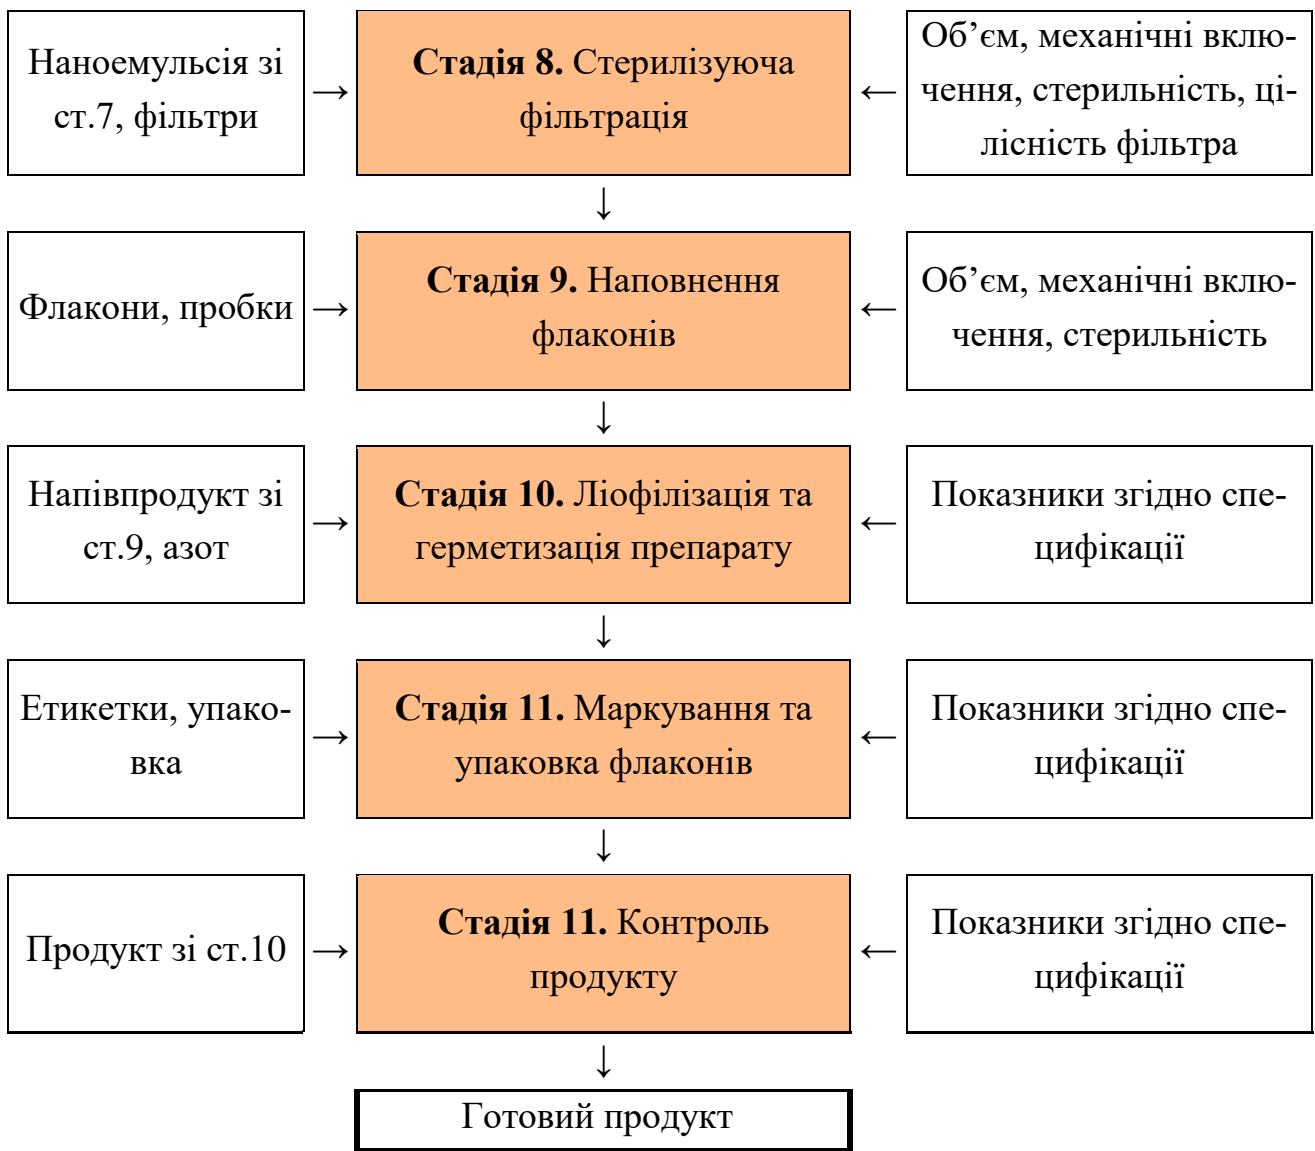 Наноемульсія зі
ст.7, фільтри
→
Стадія 8. Стерилізуюча
фільтрація
←
Об’єм, механічні вклю-
чення, стерильність, ці-
лісність фільтра
↓
Флакони, пробки
→
Стадія 9. Наповнення
флаконів
←
Об’єм, механічні вклю-
чення, стерильність
↓
Напівпродукт зі
ст.9, азот
→
Стадія 10. Ліофілізація та
герметизація препарату
←
Показники згідно спе-
цифікації
↓
Етикетки, упако-
вка
→
Стадія 11. Маркування та
упаковка флаконів
←
Показники згідно спе-
цифікації
↓
Продукт зі ст.10
→
Стадія 11. Контроль
продукту
←
Показники згідно спе-
цифікації
↓
Готовий продукт